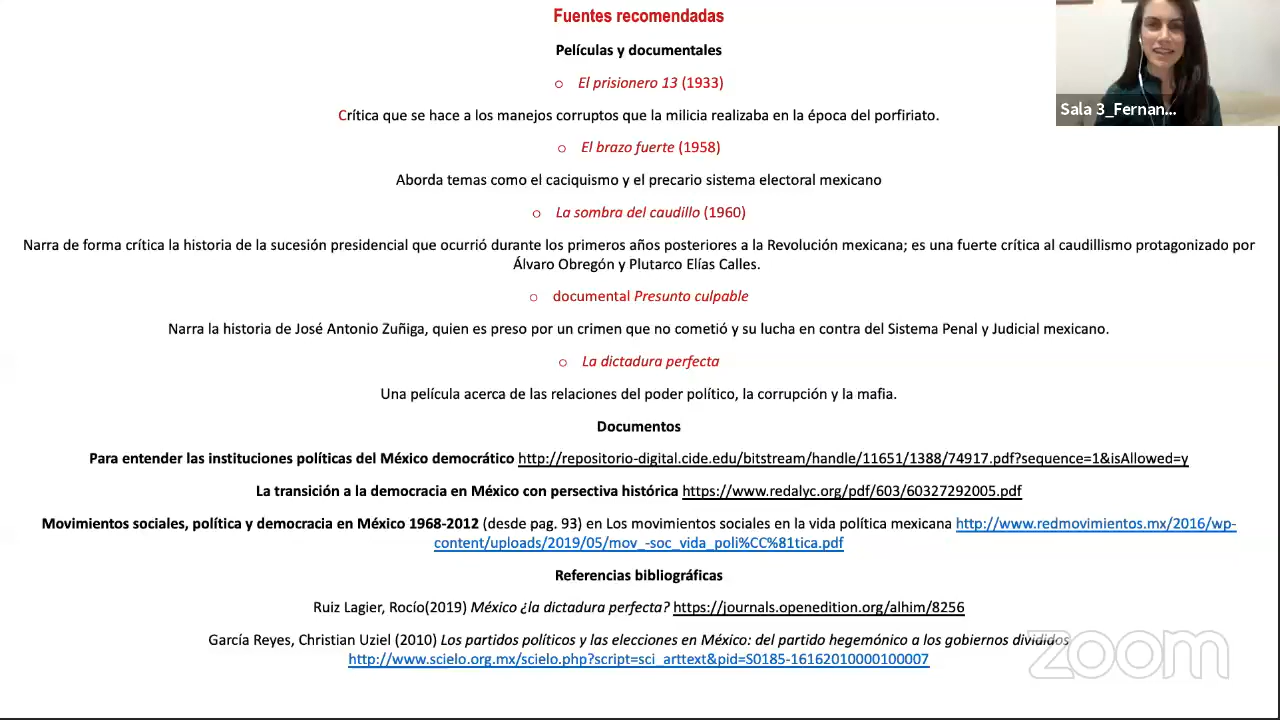 Fuentes recomendadas
Películas y documentales
o El prisionero 13 (1933)
Crítica que se hace a los manejos corruptos que la milicia realizaba en la época del porfiriato.
o El brazo fuerte (1958)
Aborda temas como el caciquismo y el precario sistema electoral mexicano
o La sombra del caudillo (1960)
Narra de forma crítica la historia de la sucesión presidencial que ocurrió durante los primeros años posteriores a la Revolución mexicana; es una fuerte crítica al caudillismo protagonizado por
Álvaro Obregón y Plutarco Elías Calles.
o documental Presunto culpable
Narra la historia de José Antonio Zuñiga, quien es preso por un crimen que no cometió y su lucha en contra del Sistema Penal y Judicial mexicano.
o La dictadura perfecta
Una película acerca de las relaciones del poder político, la corrupción y la mafia.
Documentos
Para entender las instituciones políticas del México democrático http://repositorio-digital.cide.edu/bitstream/handle/11651/1388/74917.pdf?sequence=1&isAllowed=y
La transición a la democracia en México con persectiva histórica https://www.redalyc.org/pdf/603/60327292005.pdf
Movimientos sociales, política y democracia en México 1968-2012 (desde pag. 93) en Los movimientos sociales en la vida política mexicana http://www.redmovimientos.mx/2016/wp-
content/uploads/2019/05/mov_-soc_vida_poli%CC%81tica.pdf
Referencias bibliográficas
Ruiz Lagier, Rocío(2019) México ¿la dictadura perfecta? https://journals.openedition.org/alhim/8256
García Reyes, Christian Uziel (2010) Los partidos políticos y las elecciones en México: del partido hegemónico a los gobiernos divididos
http://www.scielo.org.mx/scielo.php?script=sci_arttext&pid=S0185-16162010000100007
Sala 3_Fernan...
zoom